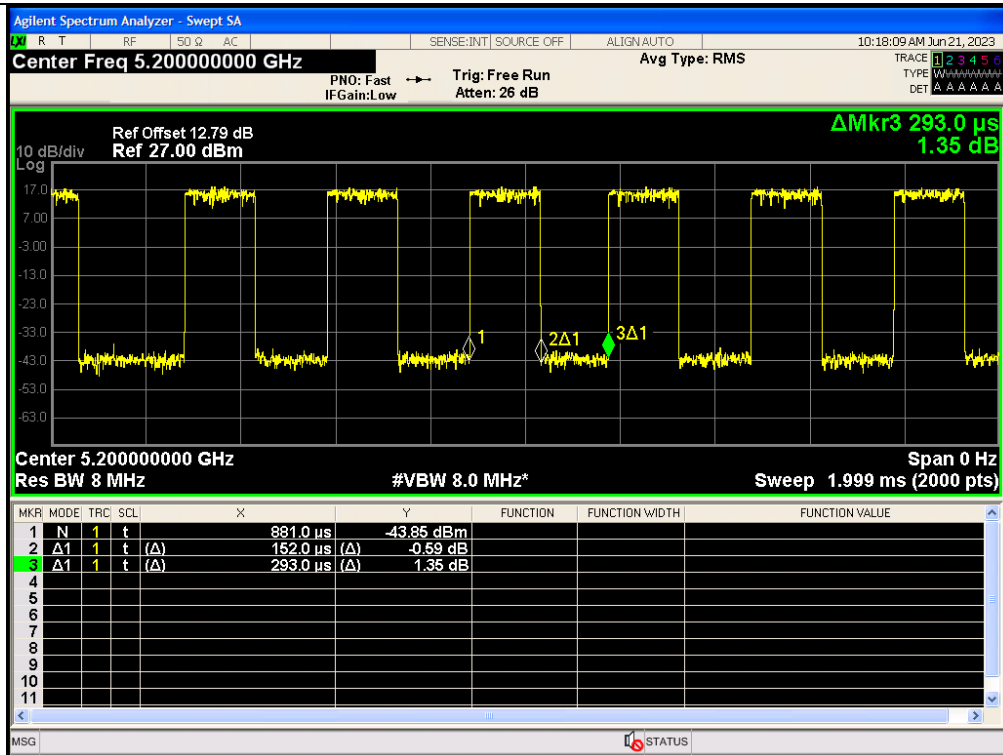 Agilent Spectrum Analyzer - Swept SA
LXI R T RF 50 Ω AC SENSE:INT SOURCE OFF ALIGN AUTO 10:18:09 AM Jun 21, 2023
Center Freq 5.200000000 GHz
Avg Type: RMS
TRACE 1 2 3 4 5 6
PNO: Fast Trig: Free Run
TYPE WWWWWW
IFGain:Low Atten: 26 dB
DET A A A A A A
ΔMkr3 293.0 µs
1.35 dB
Ref Offset 12.79 dB
10 dB/div Ref 27.00 dBm
Log
17.0
7.00
-3.00
-13.0
-23.0
-33.0
-43.0
-53.0
-63.0
1
2Δ1
3Δ1
Center 5.200000000 GHz Span 0 Hz
Res BW 8 MHz #VBW 8.0 MHz* Sweep 1.999 ms (2000 pts)
MKR MODE TRC SCL X Y FUNCTION FUNCTION WIDTH FUNCTION VALUE
1 N 1 t 881.0 µs -43.85 dBm
2 Δ1 1 t (Δ) 152.0 µs (Δ) -0.59 dB
3 Δ1 1 t (Δ) 293.0 µs (Δ) 1.35 dB
4
5
6
7
8
9
10
11
MSG STATUS